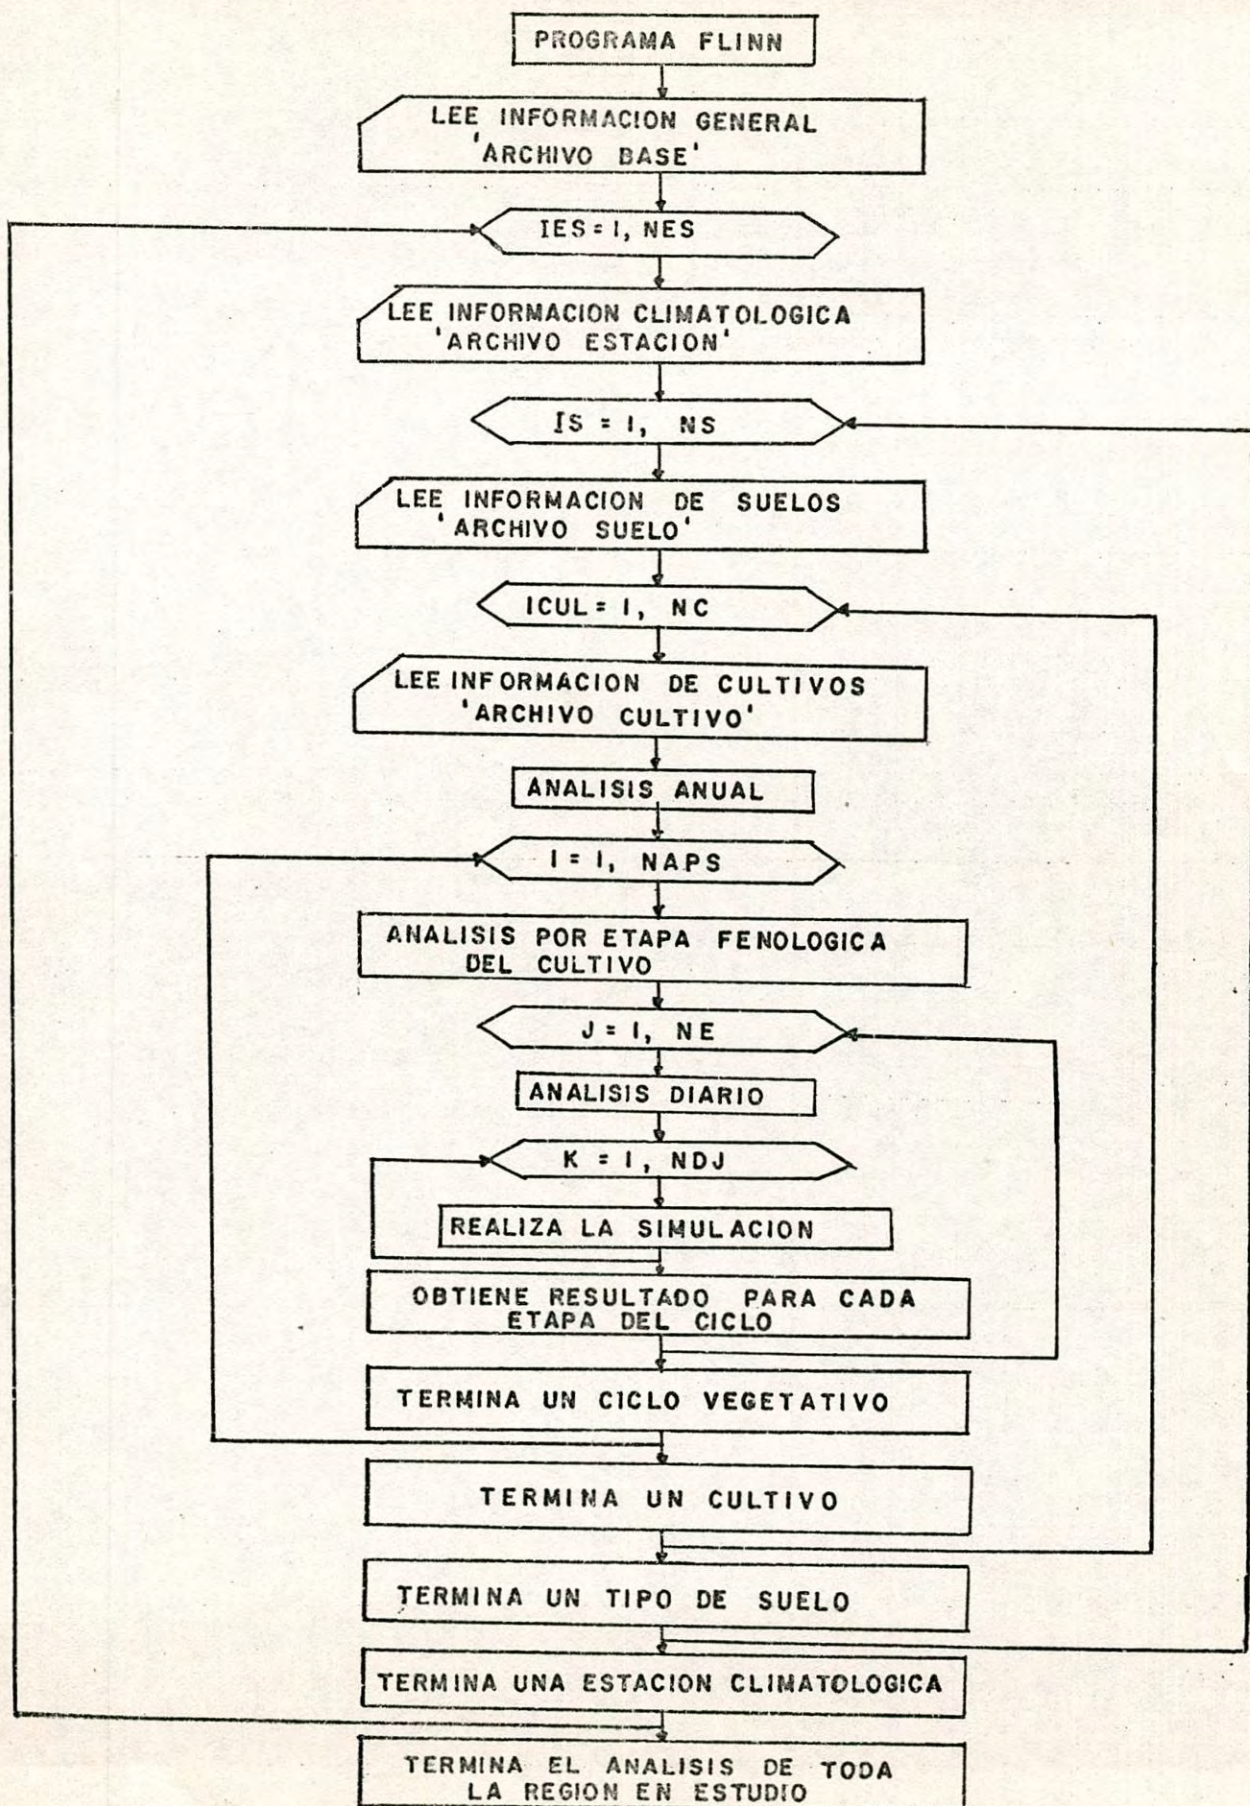 PROGRAMA FLINN
LEE INFORMACION GENERAL
'ARCHIVO BASE'
IES = I, NES
LEE INFORMACION CLIMATOLOGICA
'ARCHIVO ESTACION'
IS = I, NS
LEE INFORMACION DE SUELOS
'ARCHIVO SUELO'
ICUL = I, NC
LEE INFORMACION DE CULTIVOS
'ARCHIVO CULTIVO'
ANALISIS ANUAL
I = I, NAPS
ANALISIS POR ETAPA FENOLOGICA
DEL CULTIVO
J = I, NE
ANALISIS DIARIO
K = I, NDJ
REALIZA LA SIMULACION
OBTIENE RESULTADO PARA CADA
ETAPA DEL CICLO
TERMINA UN CICLO VEGETATIVO
TERMINA UN CULTIVO
TERMINA UN TIPO DE SUELO
TERMINA UNA ESTACION CLIMATOLOGICA
TERMINA EL ANALISIS DE TODA
LA REGION EN ESTUDIO